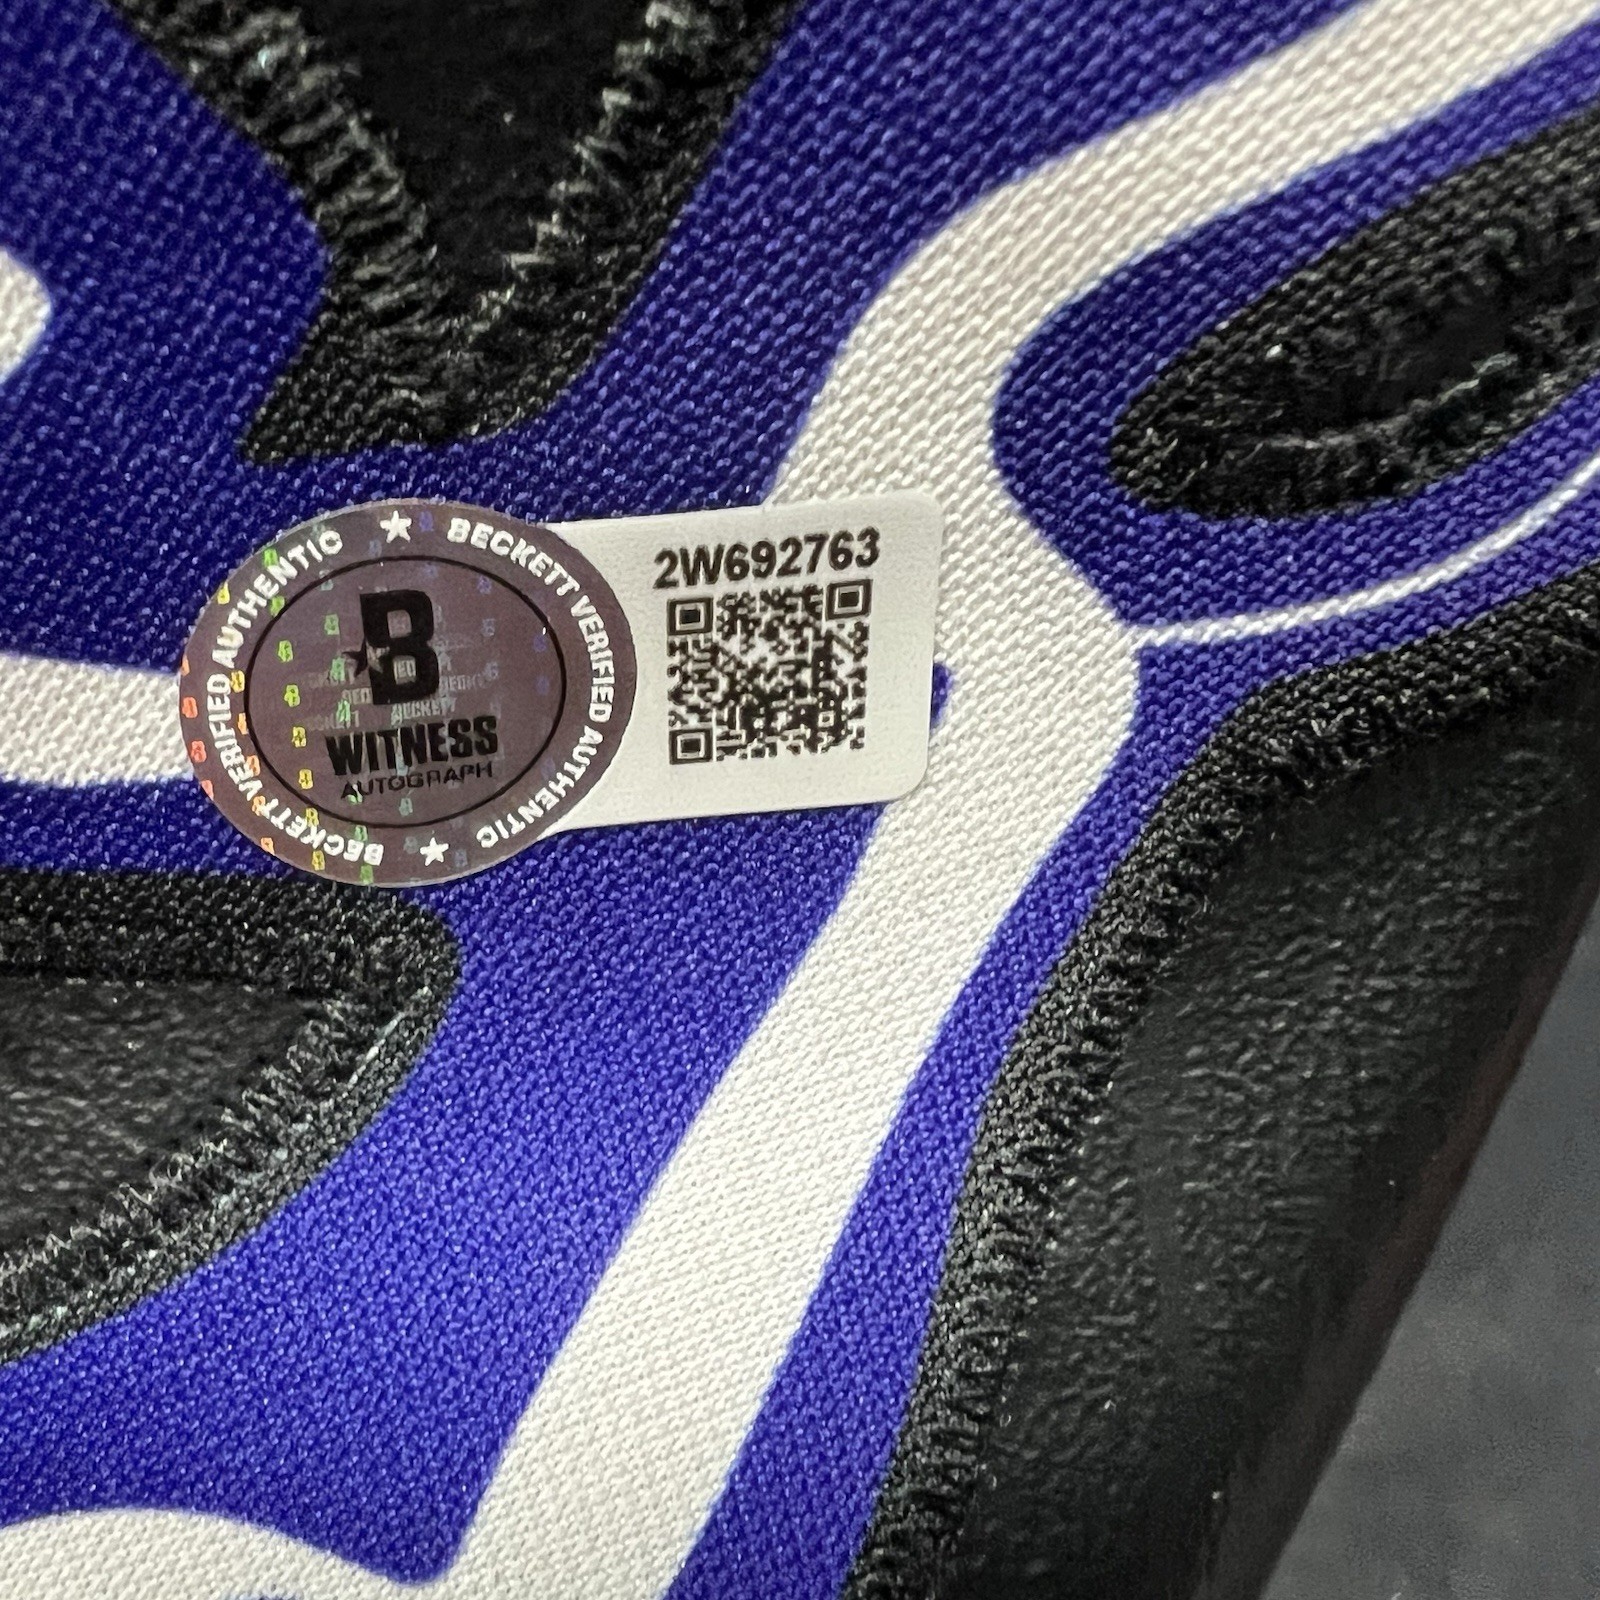 BECKETT VERIFIED AUTHENTIC
BECKETT VERIFIED AUTHENTIC
B
WITNESS
AUTOGRAPH
2W692763